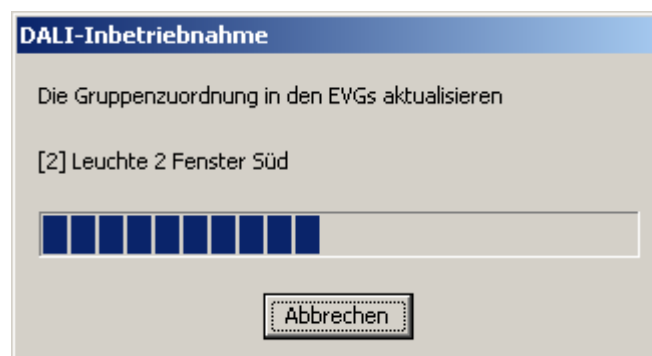 DALI-Inbetriebnahme
Die Gruppenzuordnung in den EVGs aktualisieren
[2] Leuchte 2 Fenster Süd
Abbrechen